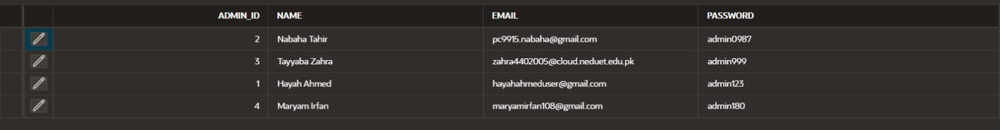 ADMIN_ID NAME EMAIL PASSWORD
2 Nabaha Tahir pc9915.nabaha@gmail.com admin0987
3 Tayyaba Zahra zahra4402005@cloud.neduet.edu.pk admin999
1 Hayah Ahmed hayahahmeduser@gmail.com admin123
4 Maryam Irfan maryamirfan108@gmail.com admin180